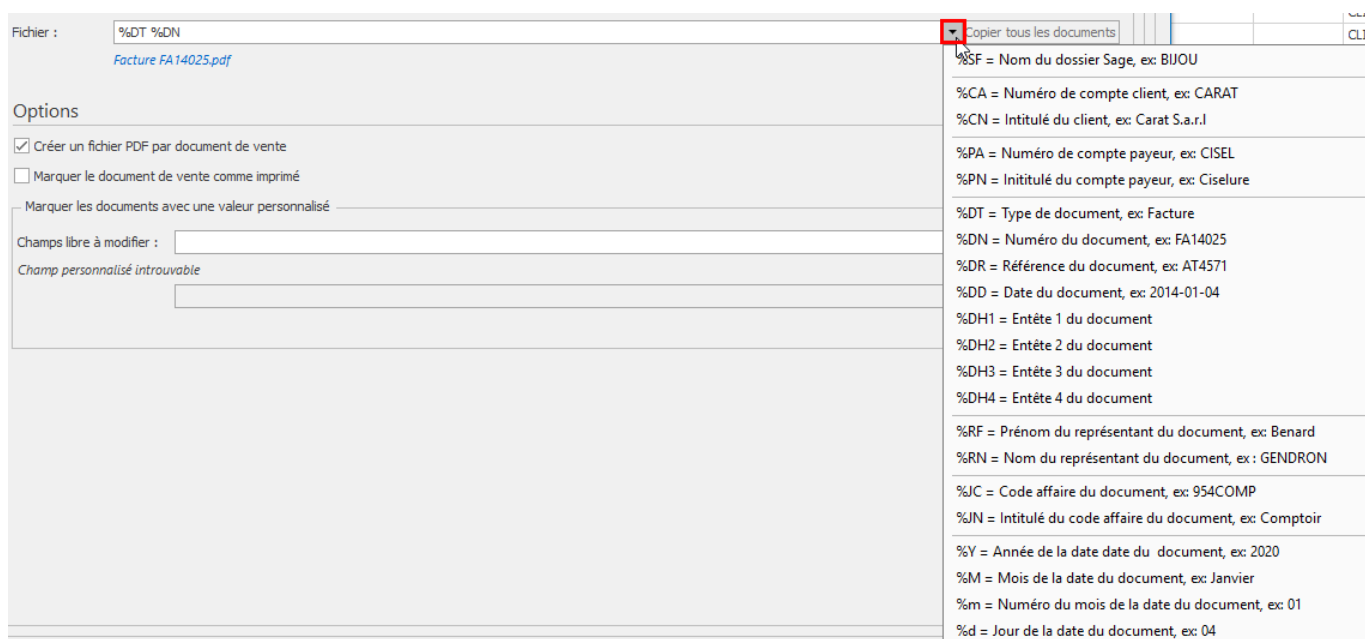 Fichier :
%DT %DN
Copier tous les documents
Facture FA14025.pdf
Options
Créer un fichier PDF par document de vente
Marquer le document de vente comme imprimé
Marquer les documents avec une valeur personnalisé
Champs libre à modifier :
Champ personnalisé introuvable
%SF = Nom du dossier Sage, ex: BIJOU
%CA = Numéro de compte client, ex: CARAT
%CN = Intitulé du client, ex: Carat S.a.r.l
%PA = Numéro de compte payeur, ex: CISEL
%PN = Inititulé du compte payeur, ex: Ciselure
%DT = Type de document, ex: Facture
%DN = Numéro du document, ex: FA14025
%DR = Référence du document, ex: AT4571
%DD = Date du document, ex: 2014-01-04
%DH1 = Entête 1 du document
%DH2 = Entête 2 du document
%DH3 = Entête 3 du document
%DH4 = Entête 4 du document
%RF = Prénom du représentant du document, ex: Benard
%RN = Nom du représentant du document, ex : GENDRON
%JC = Code affaire du document, ex: 954COMP
%JN = Intitulé du code affaire du document, ex: Comptoir
%Y = Année de la date date du  document, ex: 2020
%M = Mois de la date du document, ex: Janvier
%m = Numéro du mois de la date du document, ex: 01
%d = Jour de la date du document, ex: 04